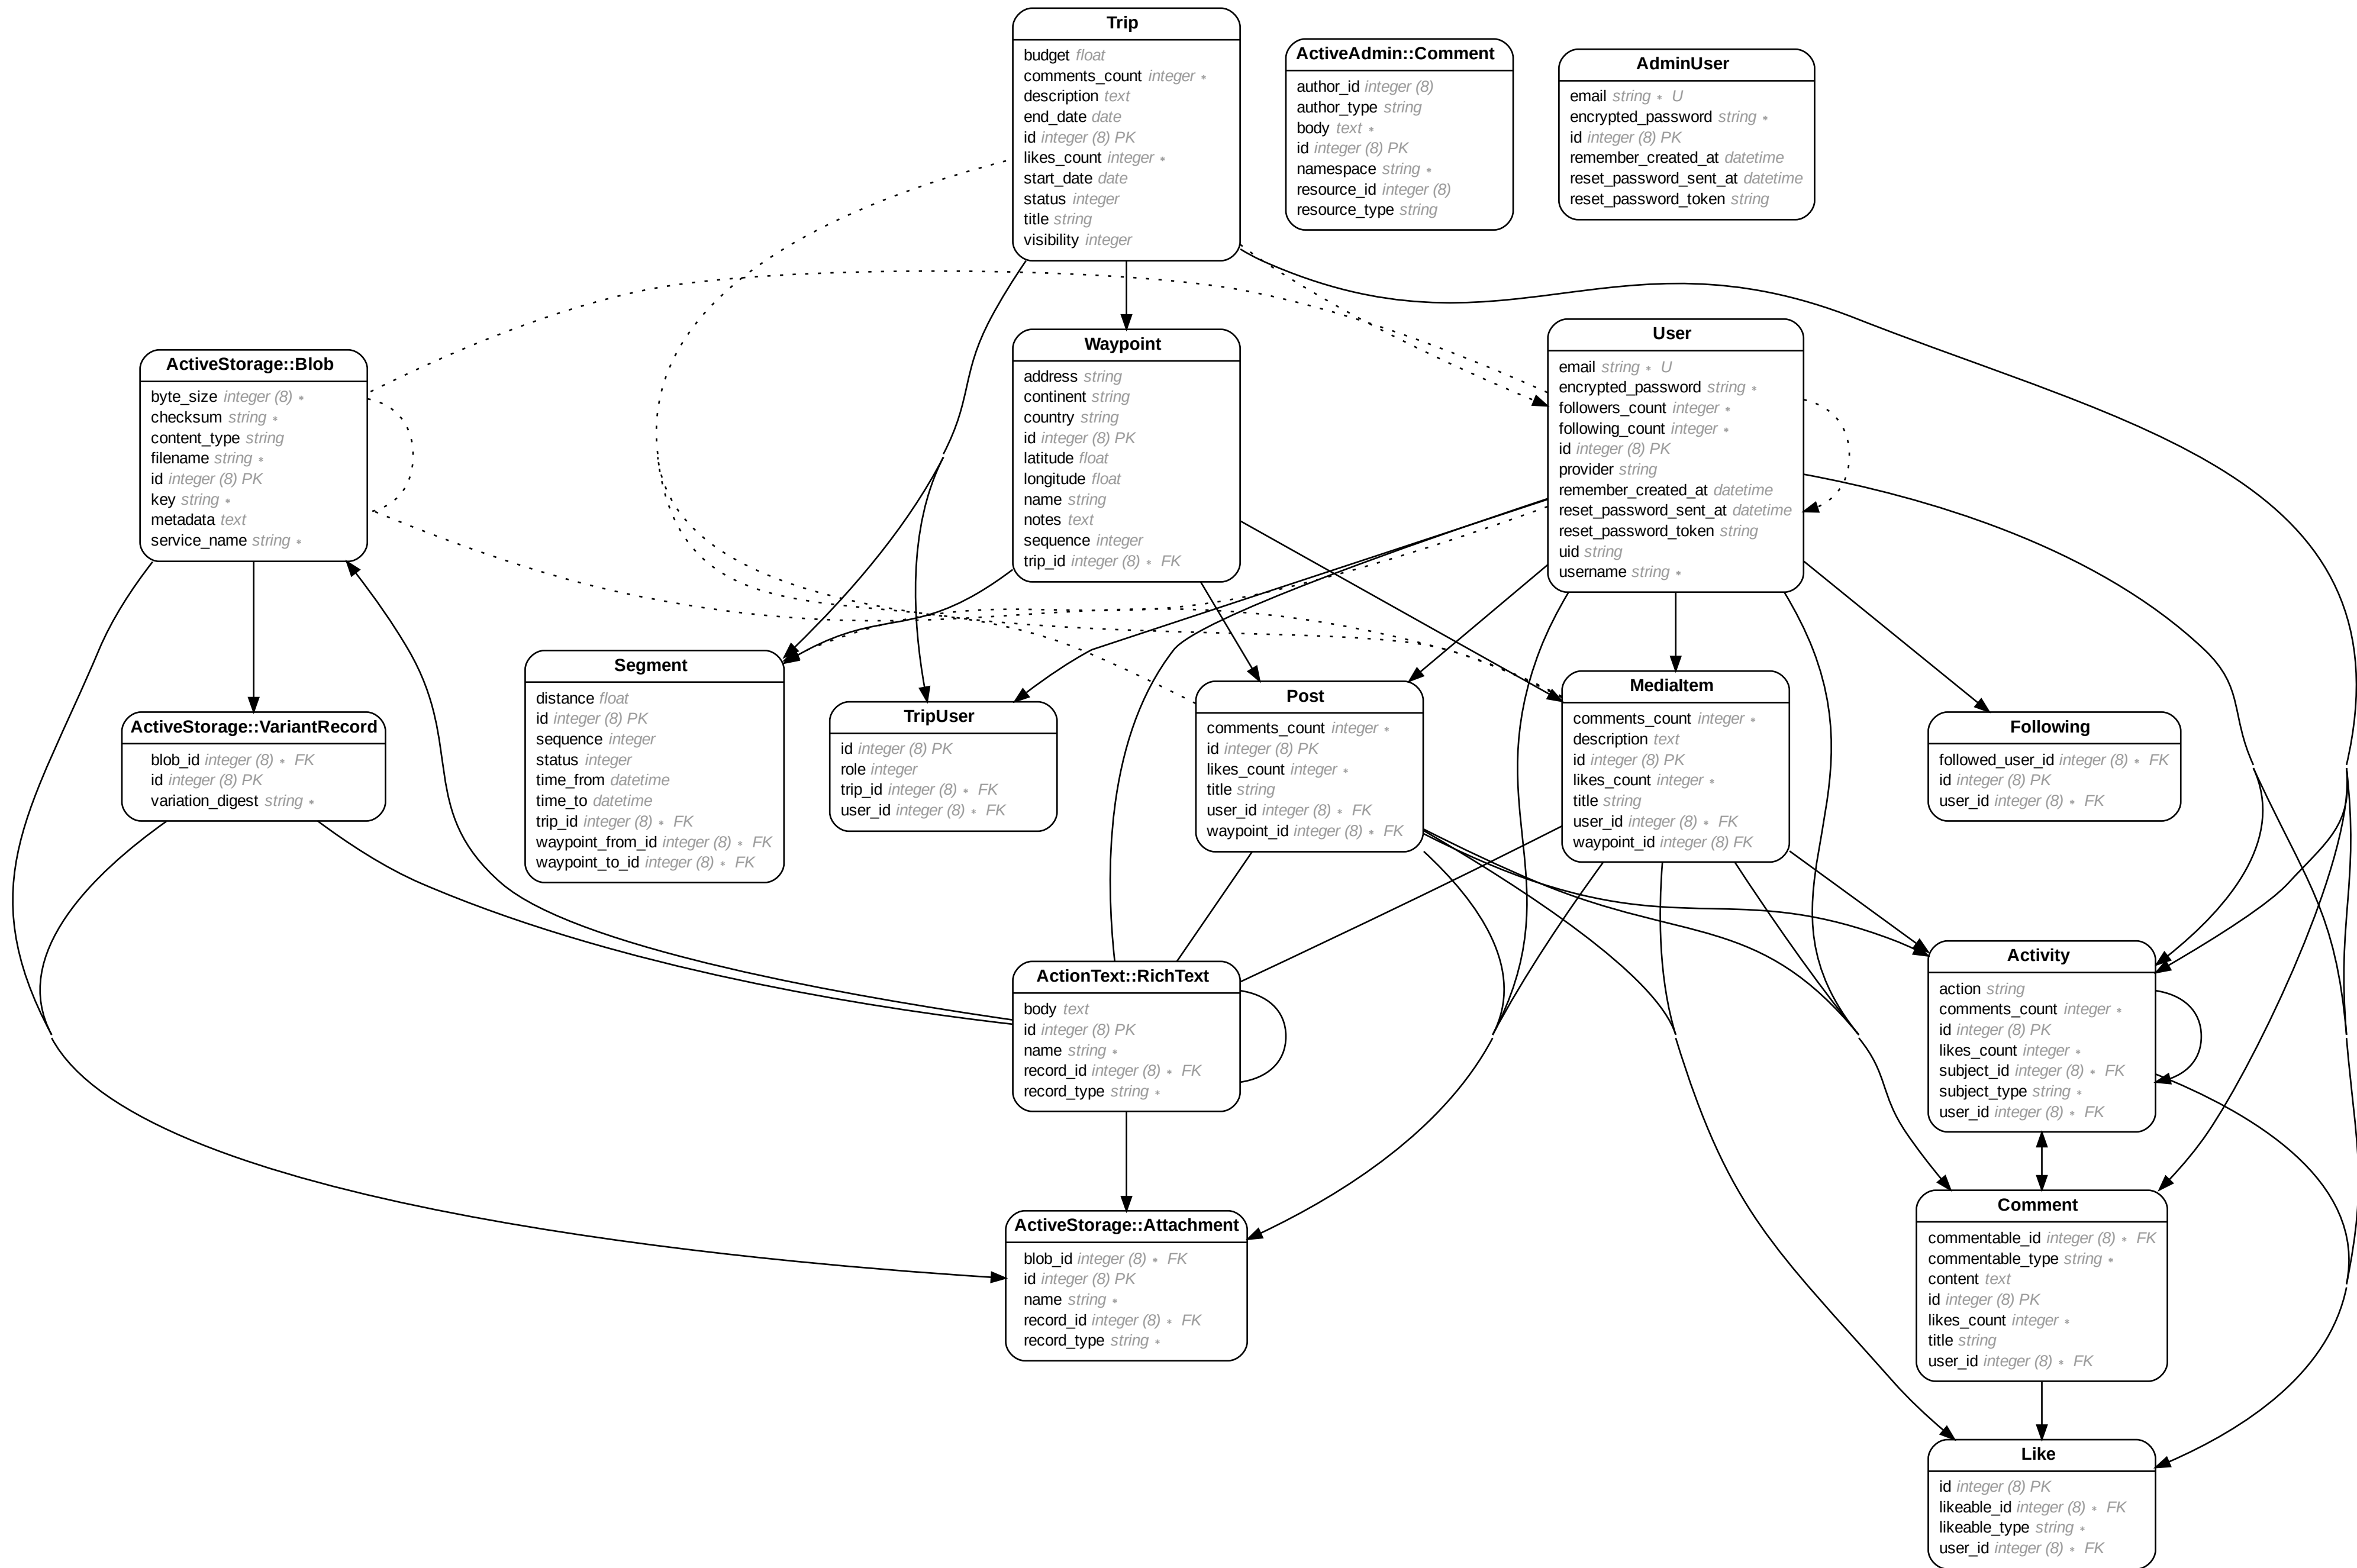 Trip
budget float
comments_count integer ∗
description text
end_date date
id integer (8) PK
likes_count integer ∗
start_date date
status integer
title string
visibility integer
ActiveAdmin::Comment
author_id integer (8)
author_type string
body text ∗
id integer (8) PK
namespace string ∗
resource_id integer (8)
resource_type string
AdminUser
email string ∗ U
encrypted_password string ∗
id integer (8) PK
remember_created_at datetime
reset_password_sent_at datetime
reset_password_token string
ActiveStorage::Blob
byte_size integer (8) ∗
checksum string ∗
content_type string
filename string ∗
id integer (8) PK
key string ∗
metadata text
service_name string ∗
Waypoint
address string
continent string
country string
id integer (8) PK
latitude float
longitude float
name string
notes text
sequence integer
trip_id integer (8) ∗ FK
User
email string ∗ U
encrypted_password string ∗
followers_count integer ∗
following_count integer ∗
id integer (8) PK
provider string
remember_created_at datetime
reset_password_sent_at datetime
reset_password_token string
uid string
username string ∗
ActiveStorage::VariantRecord
blob_id integer (8) ∗ FK
id integer (8) PK
variation_digest string ∗
Segment
distance float
id integer (8) PK
sequence integer
status integer
time_from datetime
time_to datetime
trip_id integer (8) ∗ FK
waypoint_from_id integer (8) ∗ FK
waypoint_to_id integer (8) ∗ FK
TripUser
id integer (8) PK
role integer
trip_id integer (8) ∗ FK
user_id integer (8) ∗ FK
Post
comments_count integer ∗
id integer (8) PK
likes_count integer ∗
title string
user_id integer (8) ∗ FK
waypoint_id integer (8) ∗ FK
MediaItem
comments_count integer ∗
description text
id integer (8) PK
likes_count integer ∗
title string
user_id integer (8) ∗ FK
waypoint_id integer (8) FK
Following
followed_user_id integer (8) ∗ FK
id integer (8) PK
user_id integer (8) ∗ FK
ActionText::RichText
body text
id integer (8) PK
name string ∗
record_id integer (8) ∗ FK
record_type string ∗
Activity
action string
comments_count integer ∗
id integer (8) PK
likes_count integer ∗
subject_id integer (8) ∗ FK
subject_type string ∗
user_id integer (8) ∗ FK
ActiveStorage::Attachment
blob_id integer (8) ∗ FK
id integer (8) PK
name string ∗
record_id integer (8) ∗ FK
record_type string ∗
Comment
commentable_id integer (8) ∗ FK
commentable_type string ∗
content text
id integer (8) PK
likes_count integer ∗
title string
user_id integer (8) ∗ FK
Like
id integer (8) PK
likeable_id integer (8) ∗ FK
likeable_type string ∗
user_id integer (8) ∗ FK